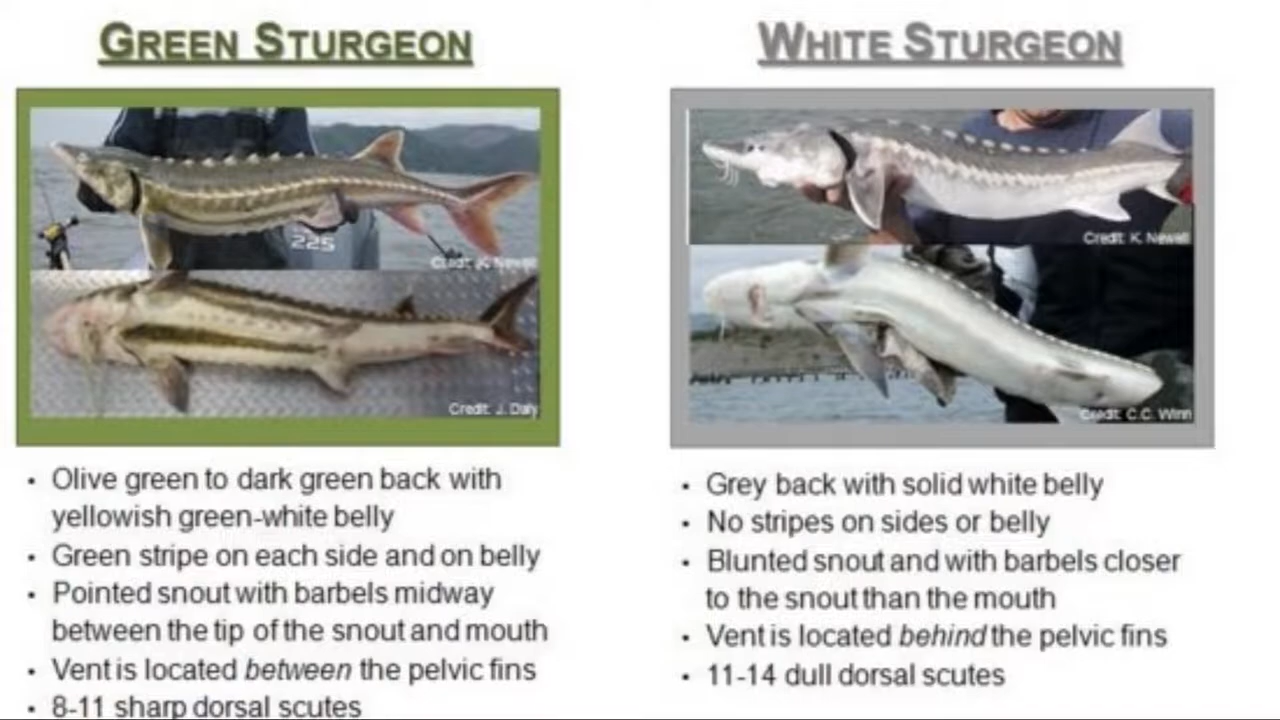 GREEN STURGEON
225
Credit: K. Newell
Credit: J. Daly
• Olive green to dark green back with
yellowish green-white belly
• Green stripe on each side and on belly
• Pointed snout with barbels midway
between the tip of the snout and mouth
• Vent is located between the pelvic fins
• 8-11 sharp dorsal scutes
WHITE STURGEON
Credit: K. Newell
Credit: C.C. Winn
• Grey back with solid white belly
• No stripes on sides or belly
• Blunted snout and with barbels closer
to the snout than the mouth
• Vent is located behind the pelvic fins
• 11-14 dull dorsal scutes